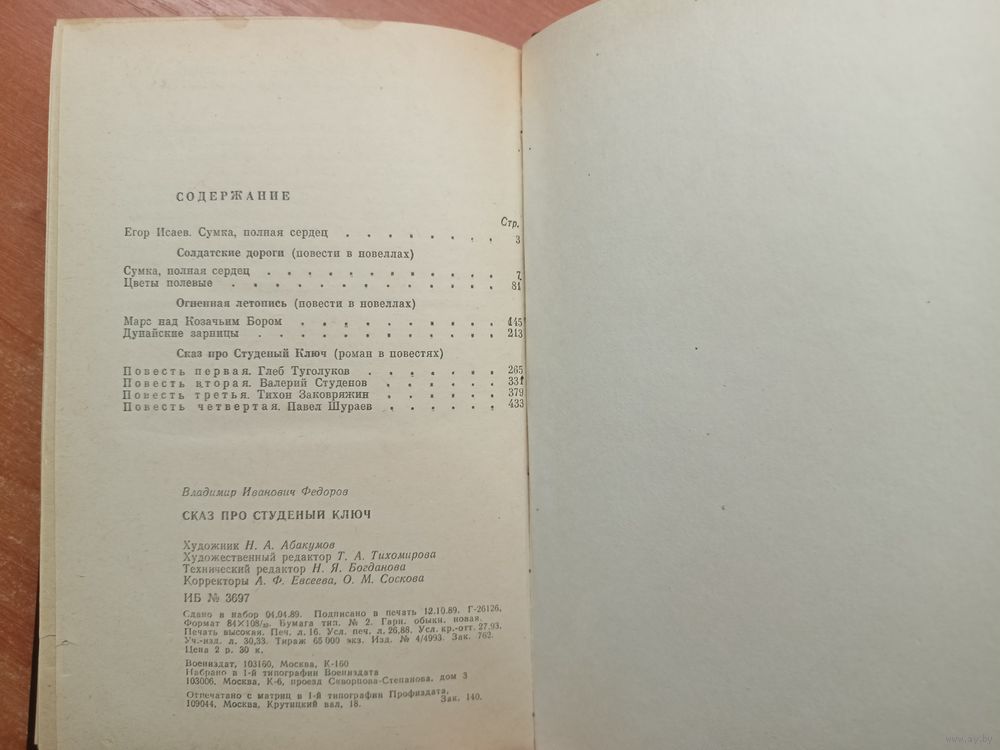 СОДЕРЖАНИЕ
Стр.
Егор Исаев. Сумка, полная сердец . . . . . . . . 3
Солдатские дороги (повести в новеллах)
Сумка, полная сердец . . . . . . . . . . . 7
Цветы полевые . . . . . . . . . . . . 81
Огненная летопись (повести в новеллах)
Марс над Козачьим Бором . . . . . . . . . 145
Дунайские зарницы . . . . . . . . . . . 213
Сказ про Студеный Ключ (роман в повестях)
Повесть первая. Глеб Туголуков . . . . . . . 265
Повесть вторая. Валерий Студенов . . . . . . 331
Повесть третья. Тихон Заковряжин . . . . . . 379
Повесть четвертая. Павел Шураев . . . . . . 433
Владимир Иванович Федоров
СКАЗ ПРО СТУДЕНЫЙ КЛЮЧ
Художник Н. А. Абакумов
Художественный редактор Т. А. Тихомирова
Технический редактор Н. Я. Богданова
Корректоры А. Ф. Евсеева, О. М. Соскова
ИБ № 3697
Сдано в набор 04.04.89. Подписано в печать 12.10.89. Г-26126.
Формат 84×108/32. Бумага тип. № 2. Гарн. обыкн. новая.
Печать высокая. Печ. л. 16. Усл. печ. л. 26,88. Усл. кр.-отт. 27,93.
Уч.-изд. л. 30,33. Тираж 65 000 экз. Изд. № 4/4993. Зак. 762.
Цена 2 р. 30 к.
Воениздат, 103160, Москва, К-160
Набрано в 1-й типографии Воениздата
103006, Москва, К-6, проезд Скворцова-Степанова, дом 3
Отпечатано с матриц в 1-й типографии Профиздата,
109044, Москва, Крутицкий вал, 18. Зак. 140.
www.ay.by